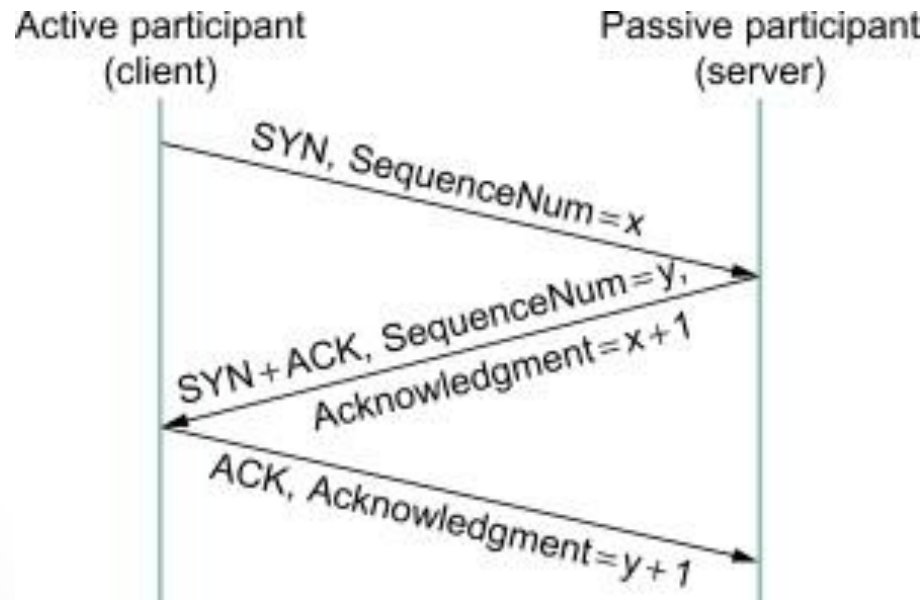 Active participant
(client)
Passive participant
(server)
SYN, SequenceNum=x
SYN+ACK, SequenceNum=y,
Acknowledgment=x+1
ACK, Acknowledgment=y+1